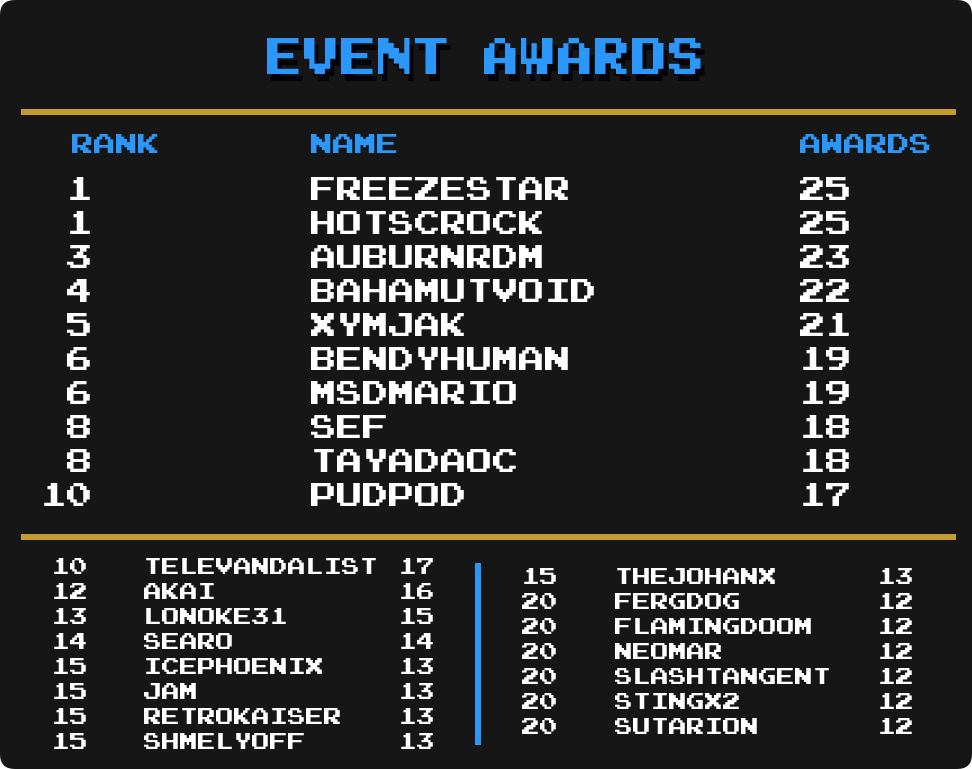 EVENT AWARDS
RANK NAME AWARDS
1 FREEZESTAR 25
1 HOTSCROCK 25
3 AUBURNRDM 23
4 BAHAMUTVOID 22
5 XYMJAK 21
6 BENDYHUMAN 19
6 MSDMARIO 19
8 SEF 18
8 TAYADAOC 18
10 PUDPOD 17
10 TELEVANDALIST 17
12 AKAI 16
13 LONOKE31 15
14 SEARO 14
15 ICEPHOENIX 13
15 JAM 13
15 RETROKAISER 13
15 SHMELYOFF 13
15 THEJOHANX 13
20 FERGDOG 12
20 FLAMINGDOOM 12
20 NEOMAR 12
20 SLASHTANGENT 12
20 STINGX2 12
20 SUTARION 12